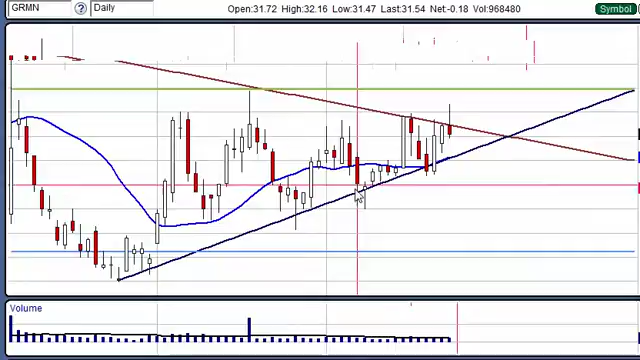 GRMN ? Daily Open:31.72 High:32.16 Low:31.47 Last:31.54 Net:-0.18 Vol:968480 Symbol
Volume